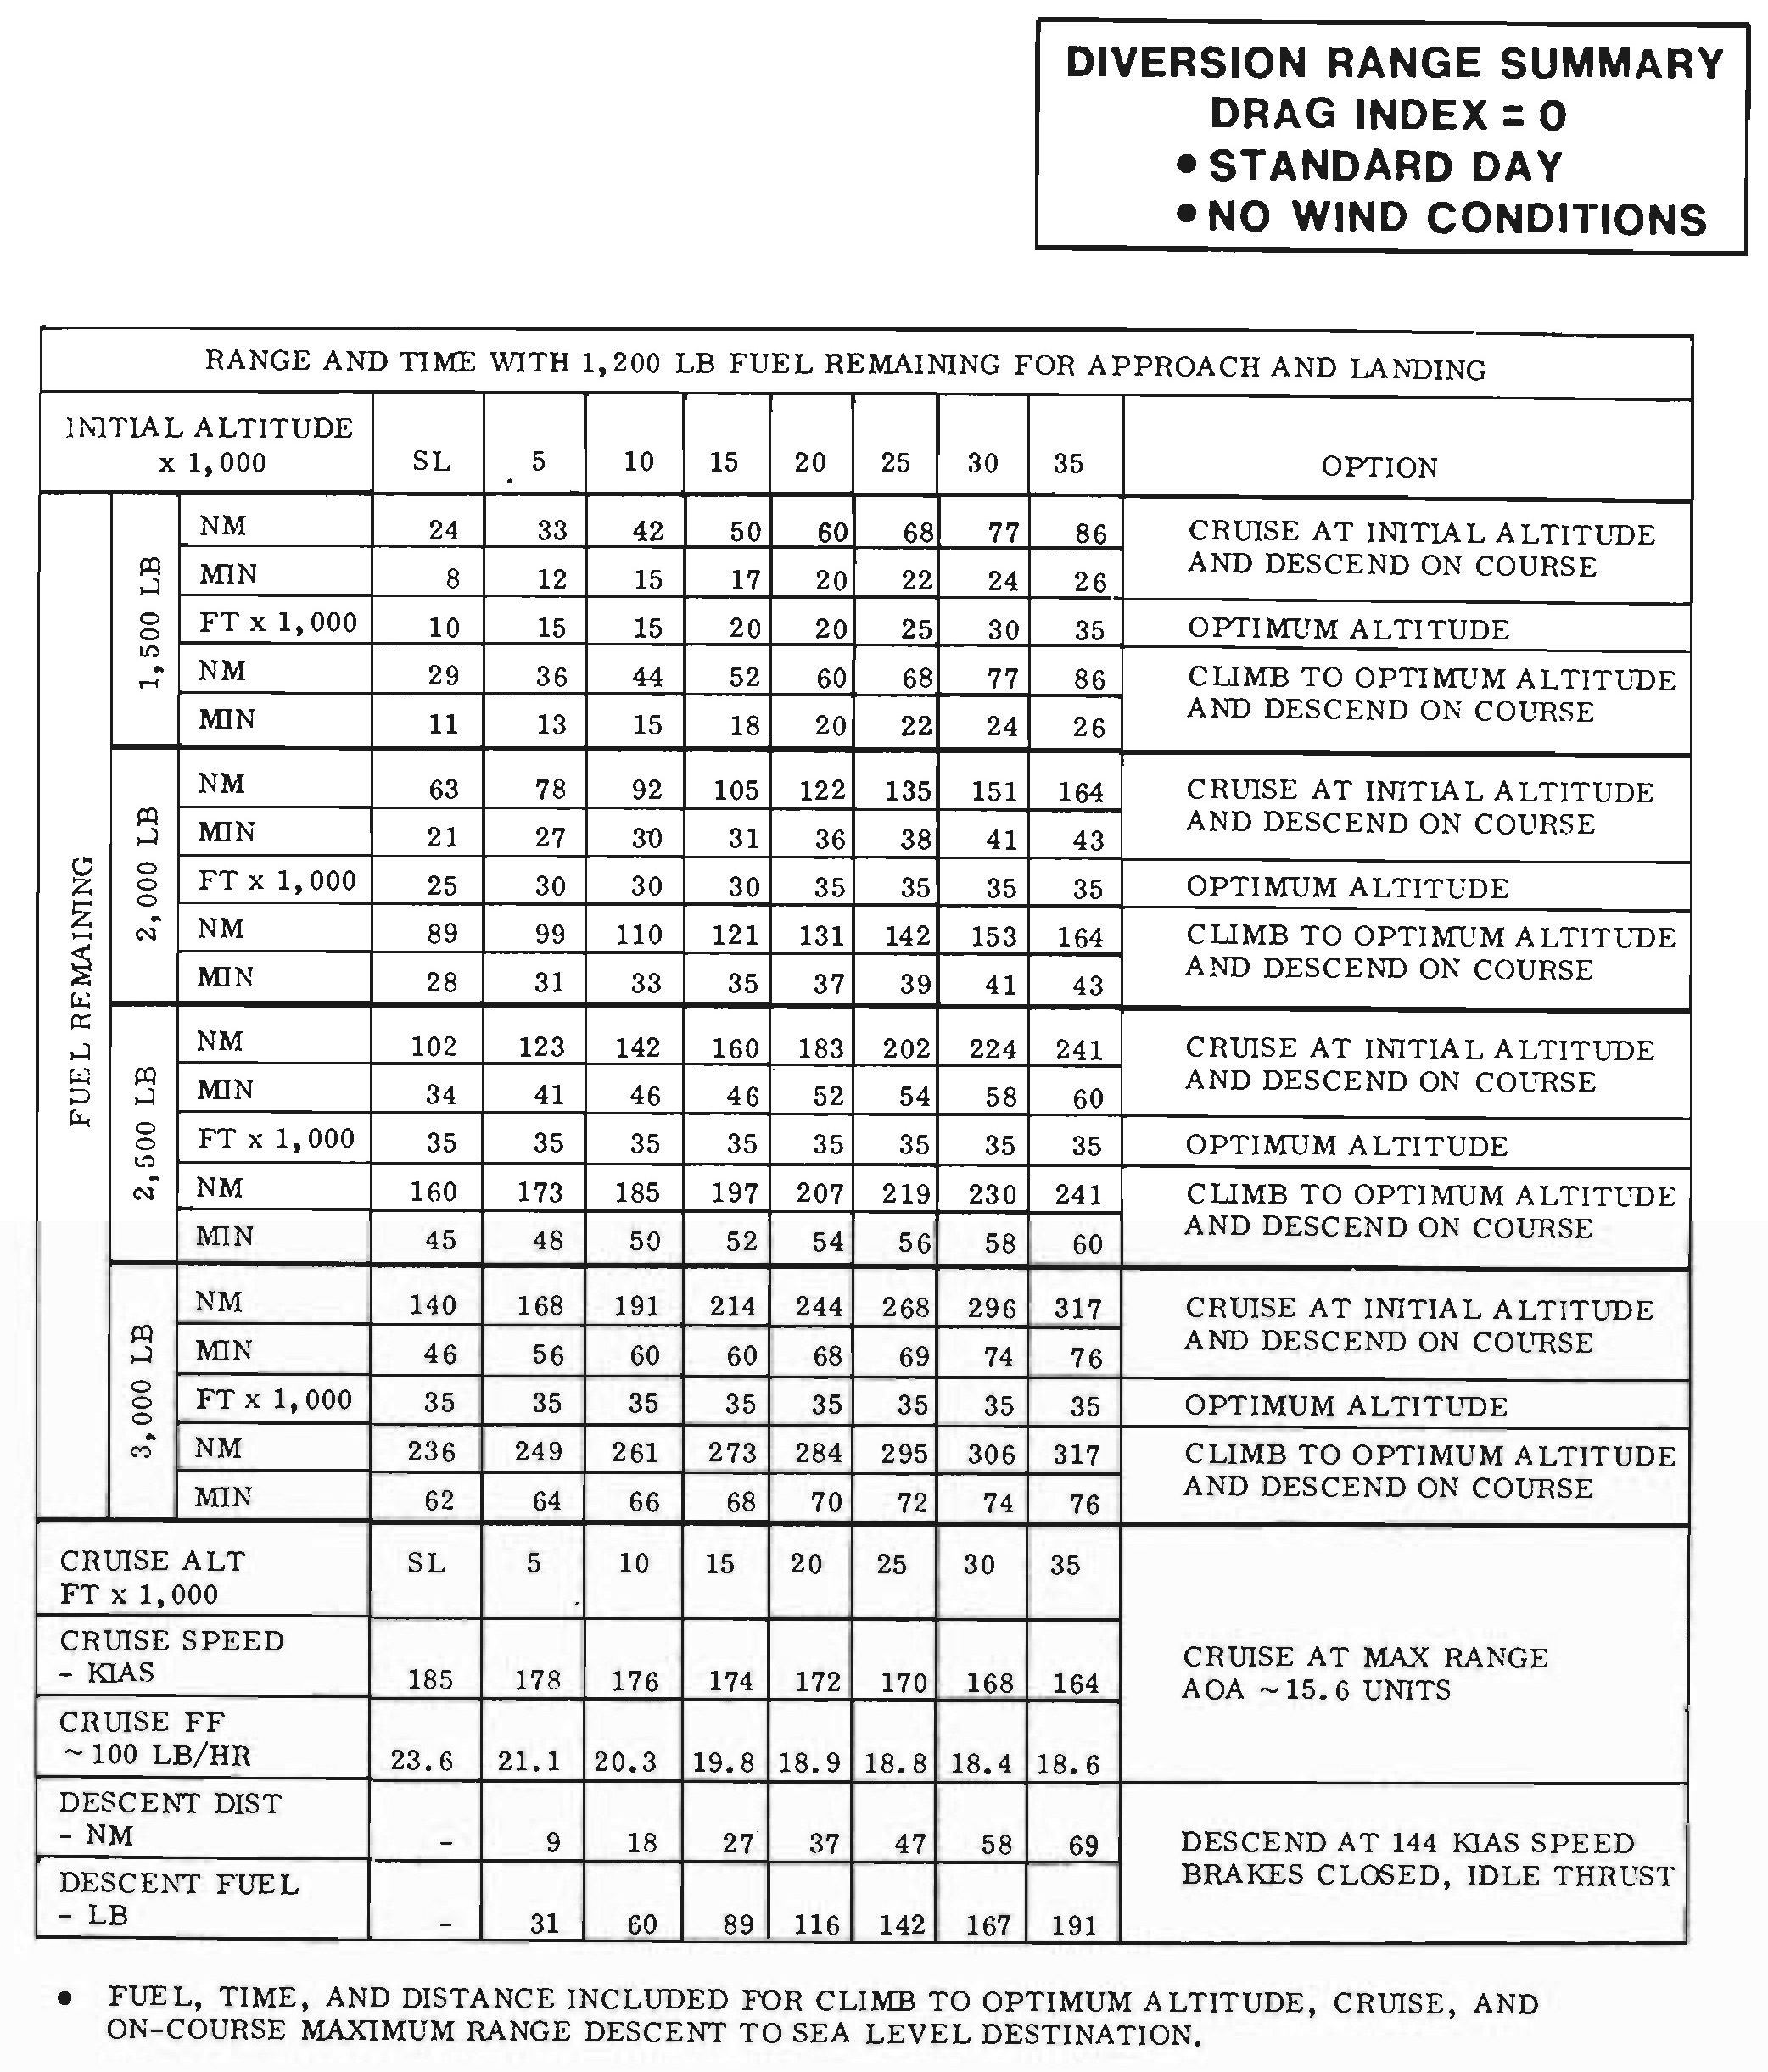 DIVERSION RANGE SUMMARY
DRAG INDEX = 0
• STANDARD DAY
• NO WIND CONDITIONS
RANGE AND TIME WITH 1,200 LB FUEL REMAINING FOR APPROACH AND LANDING
INITIAL ALTITUDE
x 1,000 SL 5 10 15 20 25 30 35 OPTION
FUEL REMAINING
1,500 LB
NM 24 33 42 50 60 68 77 86 CRUISE AT INITIAL ALTITUDE
AND DESCEND ON COURSE
MIN 8 12 15 17 20 22 24 26
FT x 1,000 10 15 15 20 20 25 30 35 OPTIMUM ALTITUDE
NM 29 36 44 52 60 68 77 86 CLIMB TO OPTIMUM ALTITUDE
AND DESCEND ON COURSE
MIN 11 13 15 18 20 22 24 26
2,000 LB
NM 63 78 92 105 122 135 151 164 CRUISE AT INITIAL ALTITUDE
AND DESCEND ON COURSE
MIN 21 27 30 31 36 38 41 43
FT x 1,000 25 30 30 30 35 35 35 35 OPTIMUM ALTITUDE
NM 89 99 110 121 131 142 153 164 CLIMB TO OPTIMUM ALTITUDE
AND DESCEND ON COURSE
MIN 28 31 33 35 37 39 41 43
2,500 LB
NM 102 123 142 160 183 202 224 241 CRUISE AT INITIAL ALTITUDE
AND DESCEND ON COURSE
MIN 34 41 46 46 52 54 58 60
FT x 1,000 35 35 35 35 35 35 35 35 OPTIMUM ALTITUDE
NM 160 173 185 197 207 219 230 241 CLIMB TO OPTIMUM ALTITUDE
AND DESCEND ON COURSE
MIN 45 48 50 52 54 56 58 60
3,000 LB
NM 140 168 191 214 244 268 296 317 CRUISE AT INITIAL ALTITUDE
AND DESCEND ON COURSE
MIN 46 56 60 60 68 69 74 76
FT x 1,000 35 35 35 35 35 35 35 35 OPTIMUM ALTITUDE
NM 236 249 261 273 284 295 306 317 CLIMB TO OPTIMUM ALTITUDE
AND DESCEND ON COURSE
MIN 62 64 66 68 70 72 74 76
CRUISE ALT SL 5 10 15 20 25 30 35
FT x 1,000
CRUISE SPEED
- KIAS 185 178 176 174 172 170 168 164
CRUISE AT MAX RANGE
AOA ~15.6 UNITS
CRUISE FF
~ 100 LB/HR 23.6 21.1 20.3 19.8 18.9 18.8 18.4 18.6
DESCENT DIST
- NM - 9 18 27 37 47 58 69
DESCEND AT 144 KIAS SPEED
BRAKES CLOSED, IDLE THRUST
DESCENT FUEL
- LB - 31 60 89 116 142 167 191
• FUEL, TIME, AND DISTANCE INCLUDED FOR CLIMB TO OPTIMUM ALTITUDE, CRUISE, AND
ON-COURSE MAXIMUM RANGE DESCENT TO SEA LEVEL DESTINATION.